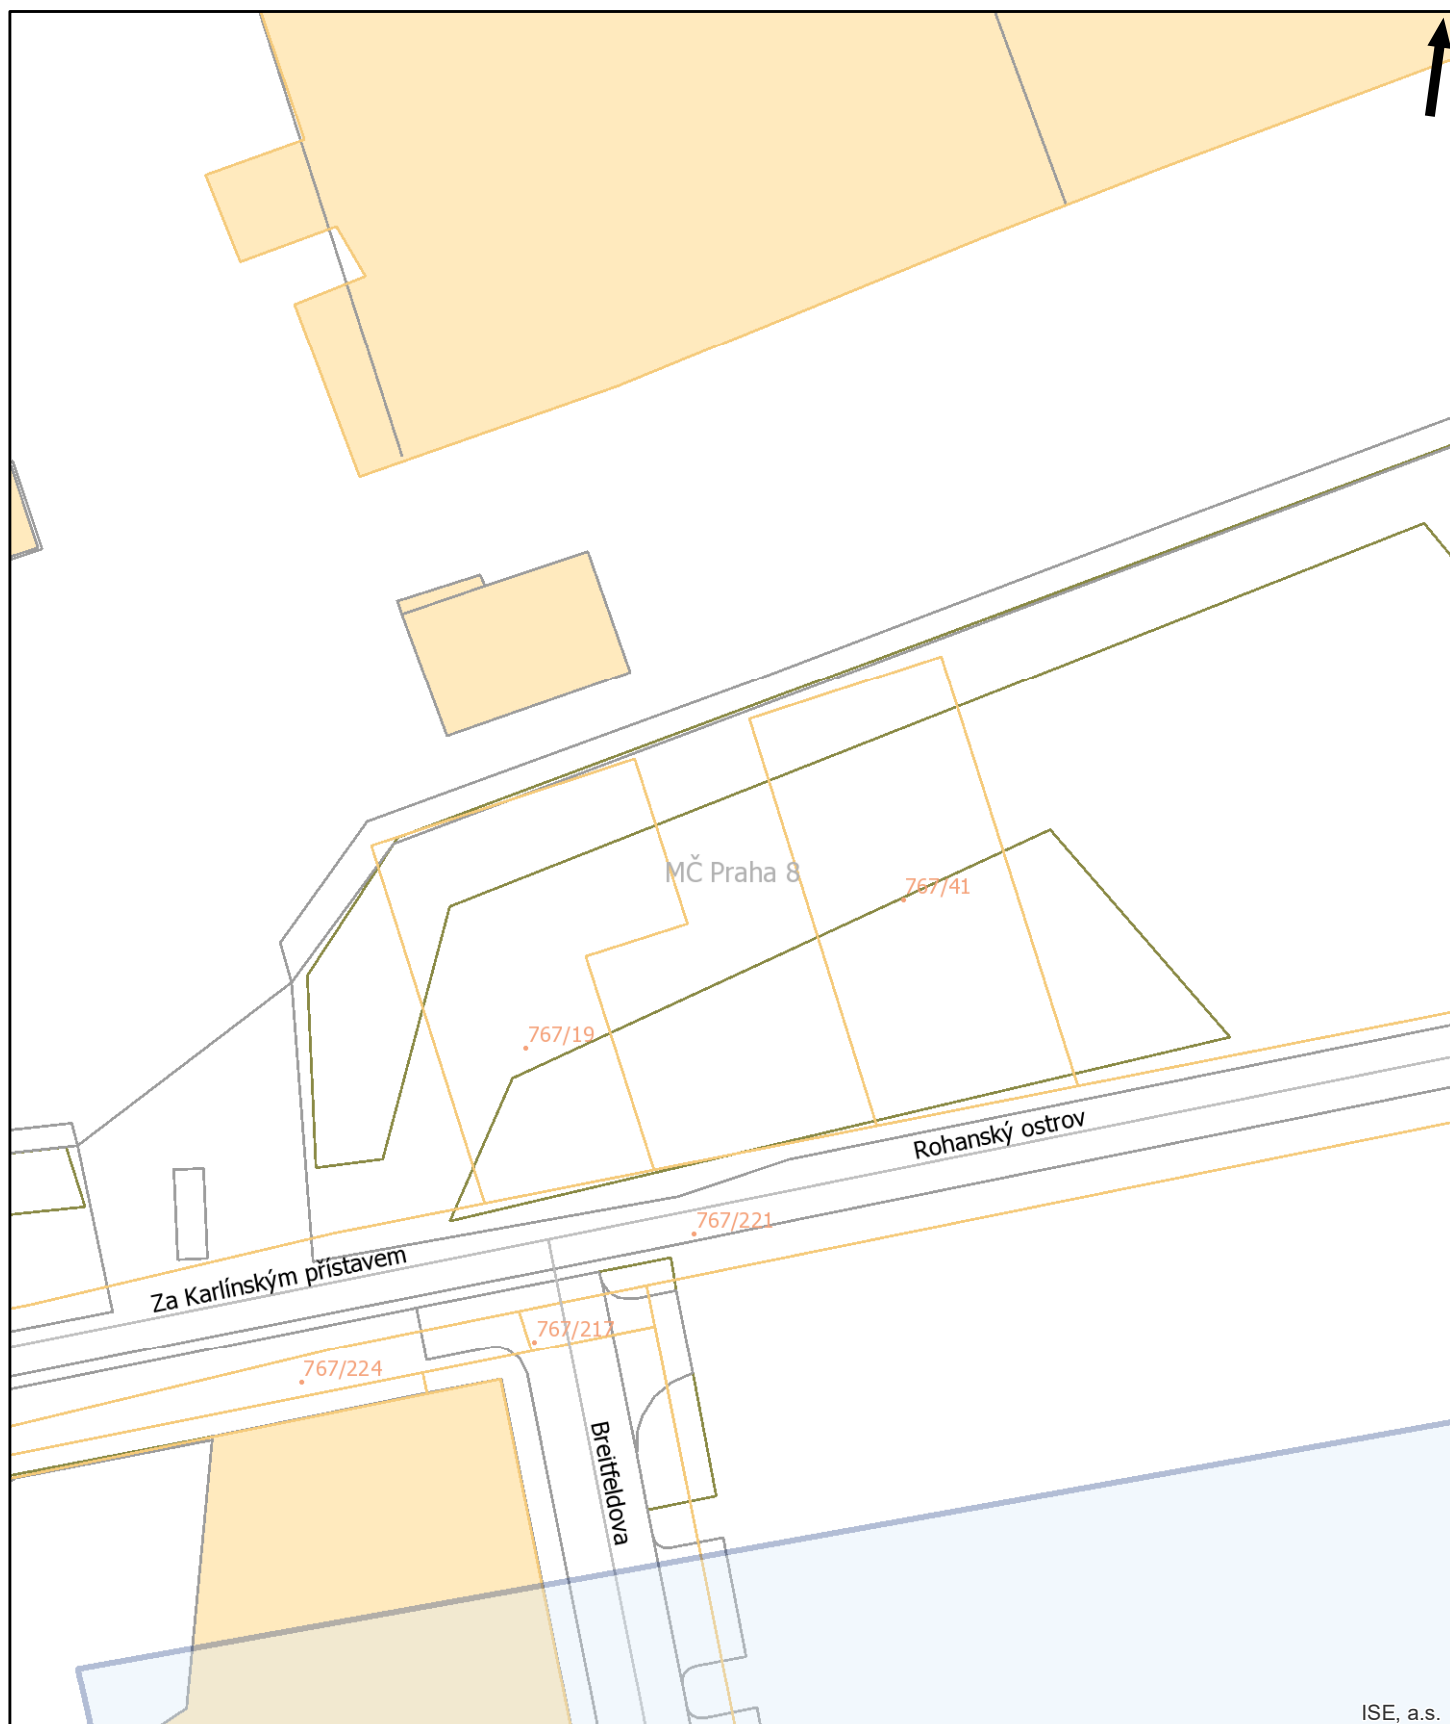 MČ Praha 8
767/41
767/19
Rohanský ostrov
767/221
Za Karlínským přístavem
767/217
767/224
Breitfeldova
ISE, a.s.